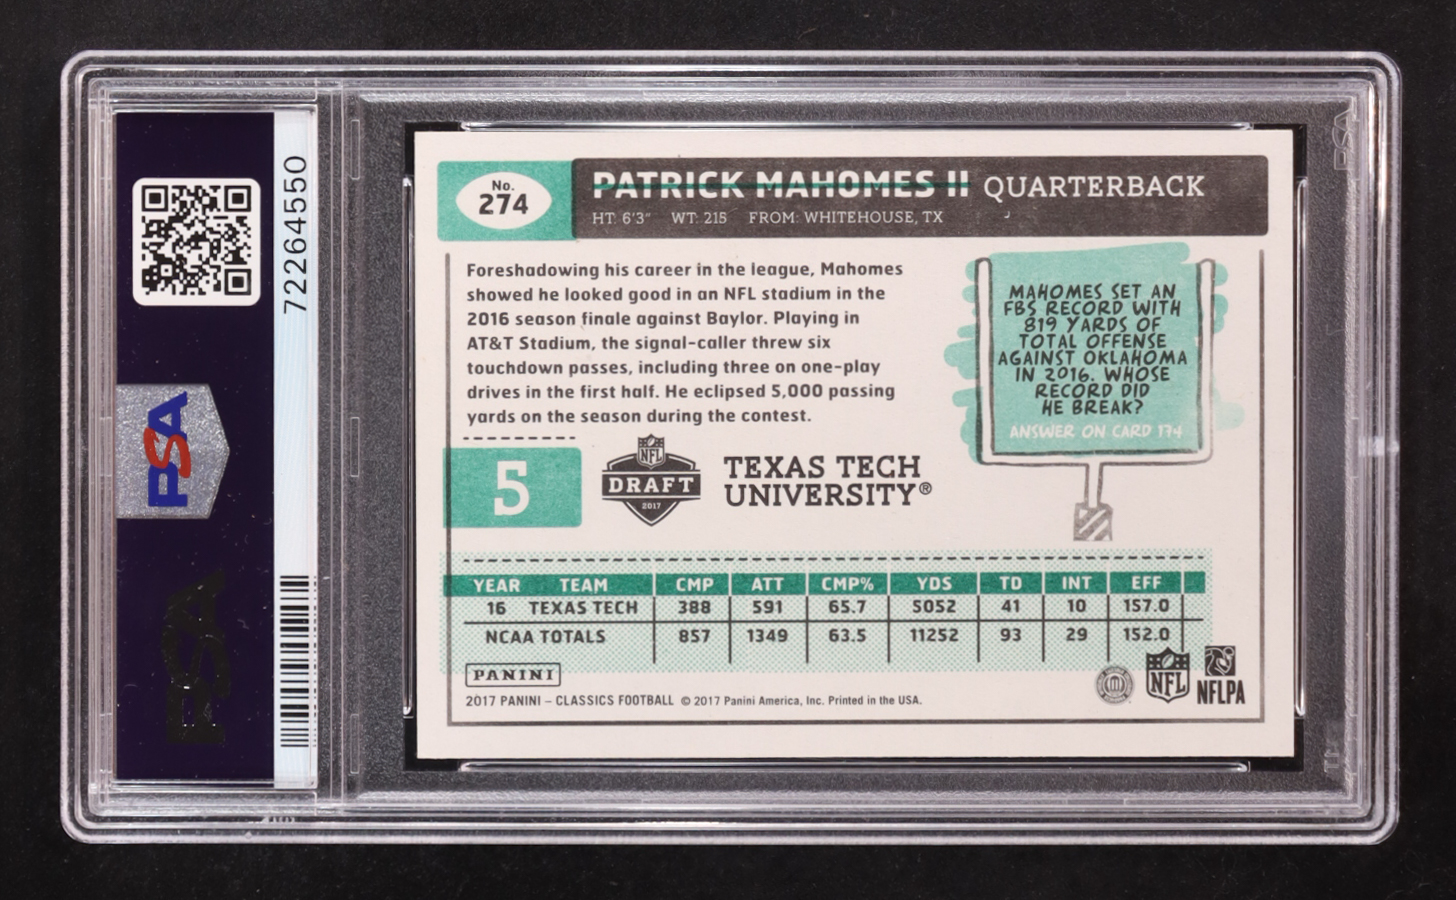 72264550
PSA
PSA
No.
274
PATRICK MAHOMES II QUARTERBACK
HT: 6'3" WT: 215 FROM: WHITEHOUSE, TX
Foreshadowing his career in the league, Mahomes
showed he looked good in an NFL stadium in the
2016 season finale against Baylor. Playing in
AT&T Stadium, the signal-caller threw six
touchdown passes, including three on one-play
drives in the first half. He eclipsed 5,000 passing
yards on the season during the contest.
MAHOMES SET AN
FBS RECORD WITH
819 YARDS OF
TOTAL OFFENSE
AGAINST OKLAHOMA
IN 2016. WHOSE
RECORD DID
HE BREAK?
ANSWER ON CARD 174
5
NFL
DRAFT
2017
TEXAS TECH
UNIVERSITY®
YEAR TEAM CMP ATT CMP% YDS TD INT EFF
16 TEXAS TECH 388 591 65.7 5052 41 10 157.0
NCAA TOTALS 857 1349 63.5 11252 93 29 152.0
PANINI
2017 PANINI – CLASSICS FOOTBALL © 2017 Panini America, Inc. Printed in the USA.
NFL
NFLPA
PSA